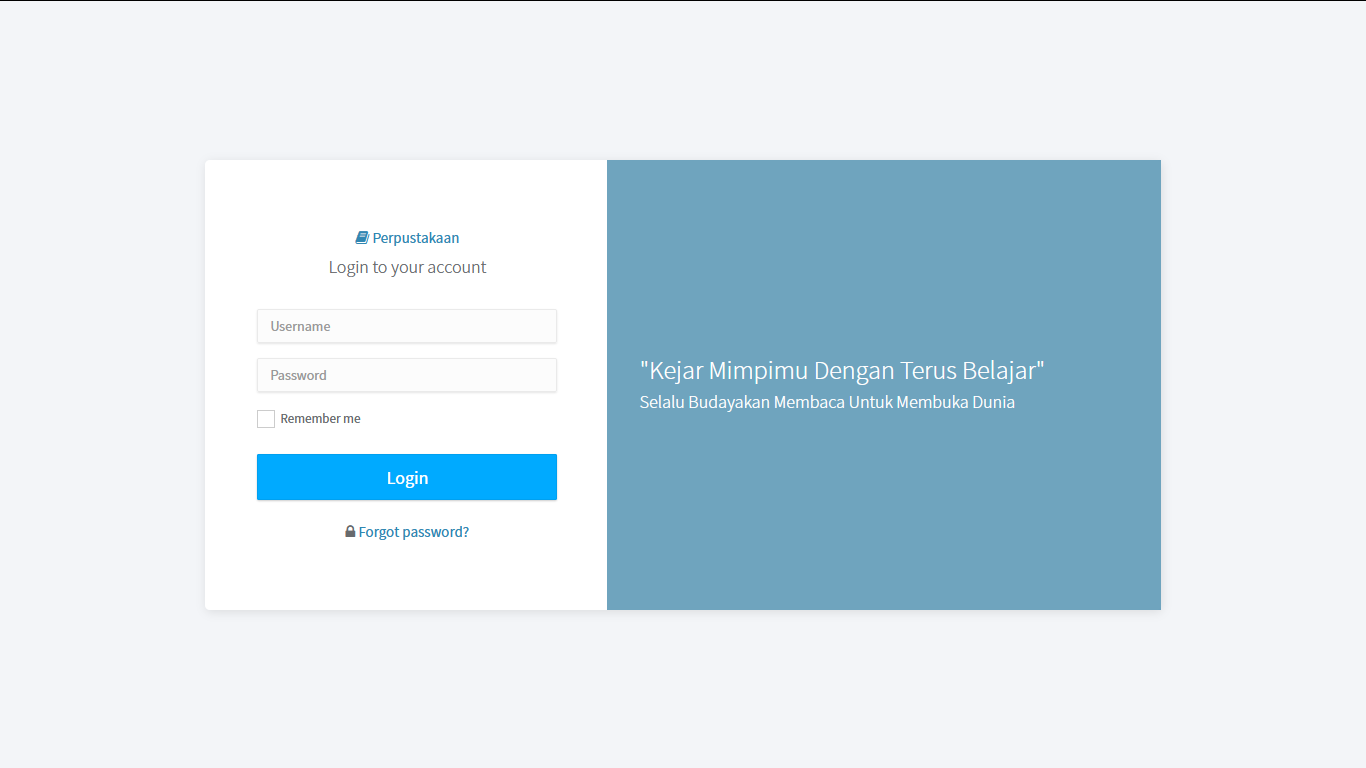 Perpustakaan
Login to your account
Username
Password
Remember me
Login
Forgot password?
"Kejar Mimpimu Dengan Terus Belajar"
Selalu Budayakan Membaca Untuk Membuka Dunia